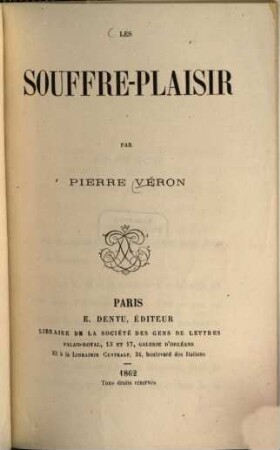 LES
SOUFFRE-PLAISIR
PAR
PIERRE VÉRON
PARIS
E. DENTU, ÉDITEUR
LIBRAIRE DE LA SOCIÉTÉ DES GENS DE LETTRES
PALAIS-ROYAL, 13 ET 17, GALERIE D'ORLÉANS
Et à la LIBRAIRIE CENTRALE, 24, boulevard des Italiens
1862
Tous droits réservés